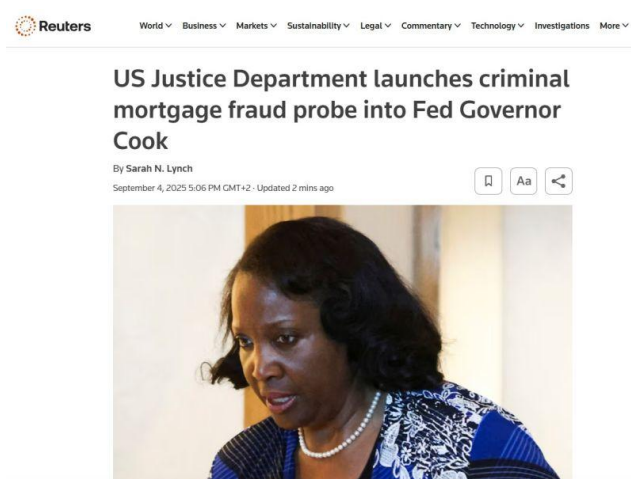 Reuters
World Business Markets Sustainability Legal Commentary Technology Investigations More
US Justice Department launches criminal
mortgage fraud probe into Fed Governor
Cook
By Sarah N. Lynch
September 4, 2025 5:06 PM GMT+2 · Updated 2 mins ago
Aa